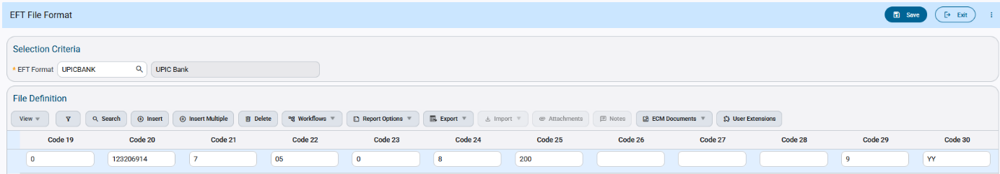 EFT File Format
Save
Exit
Selection Criteria
* EFT Format UPICBANK UPIC Bank
File Definition
View Search Insert Insert Multiple Delete Workflows Report Options Export Import Attachments Notes ECM Documents User Extensions
Code 19 Code 20 Code 21 Code 22 Code 23 Code 24 Code 25 Code 26 Code 27 Code 28 Code 29 Code 30
0 123206914 7 05 0 8 200 9 YY